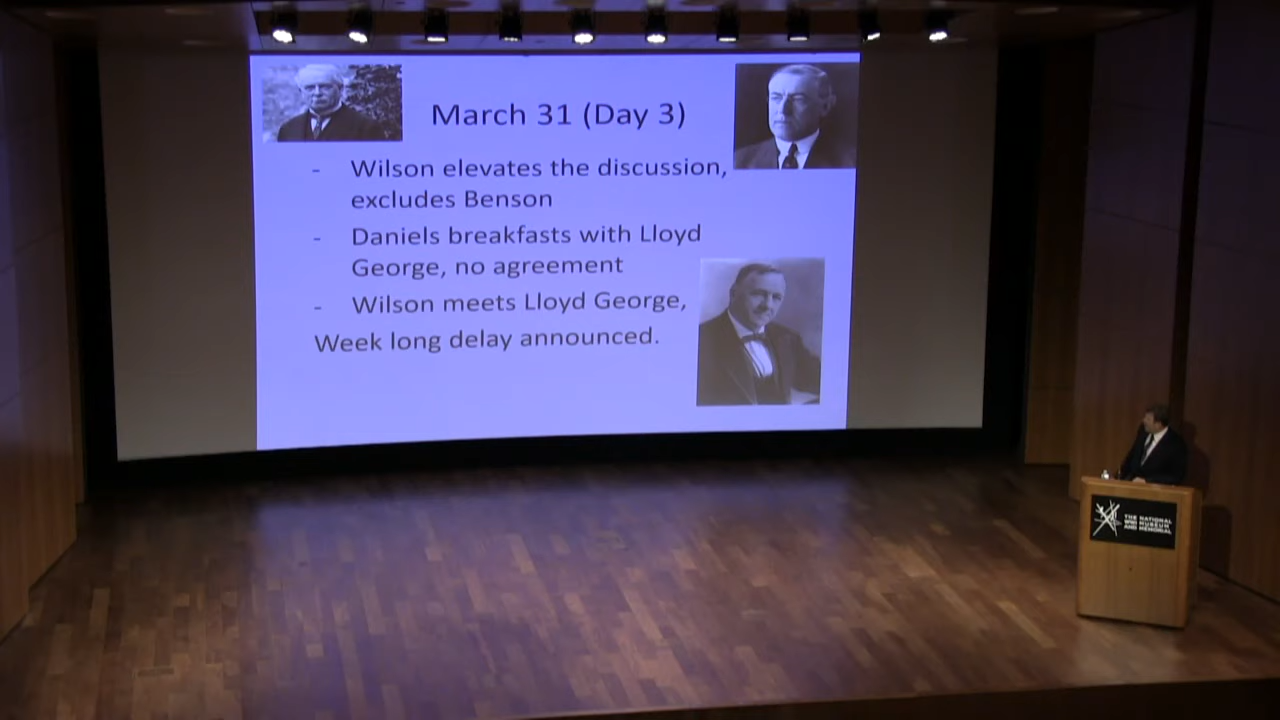 March 31 (Day 3)
- Wilson elevates the discussion,
excludes Benson
- Daniels breakfasts with Lloyd
George, no agreement
- Wilson meets Lloyd George,
Week long delay announced.
THE NATIONAL
WWI MUSEUM
AND MEMORIAL